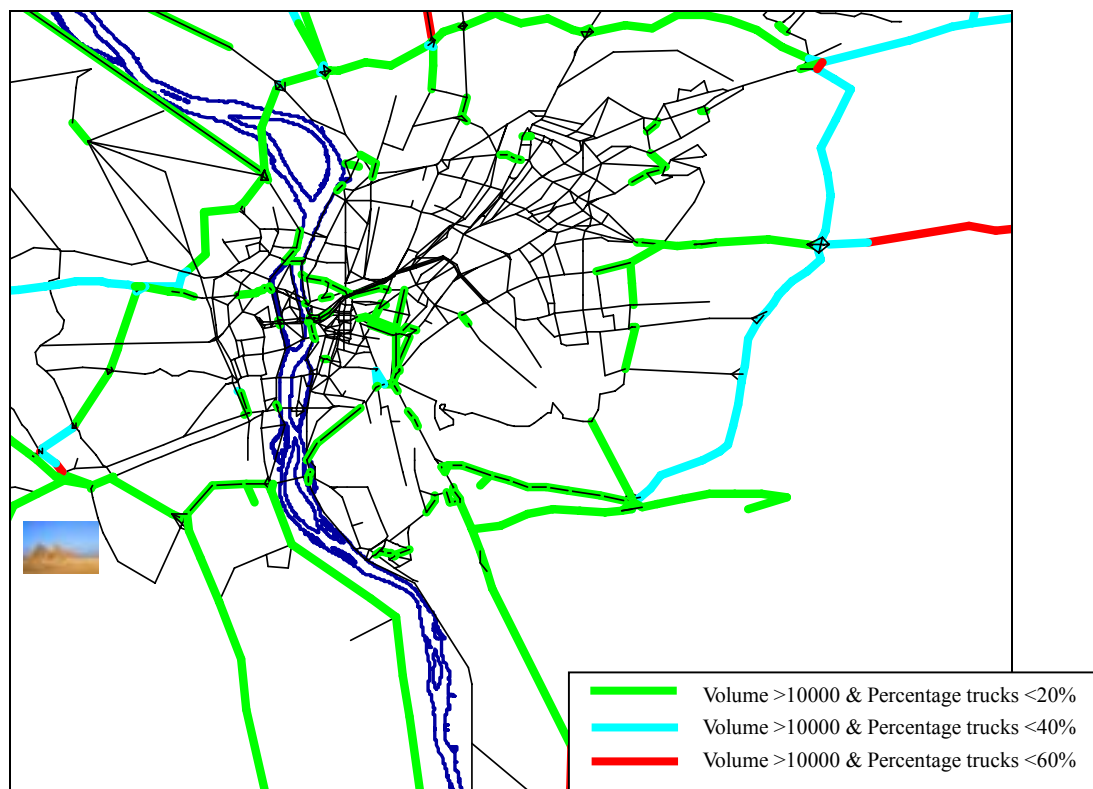 Volume >10000 & Percentage trucks <20%
Volume >10000 & Percentage trucks <40%
Volume >10000 & Percentage trucks <60%